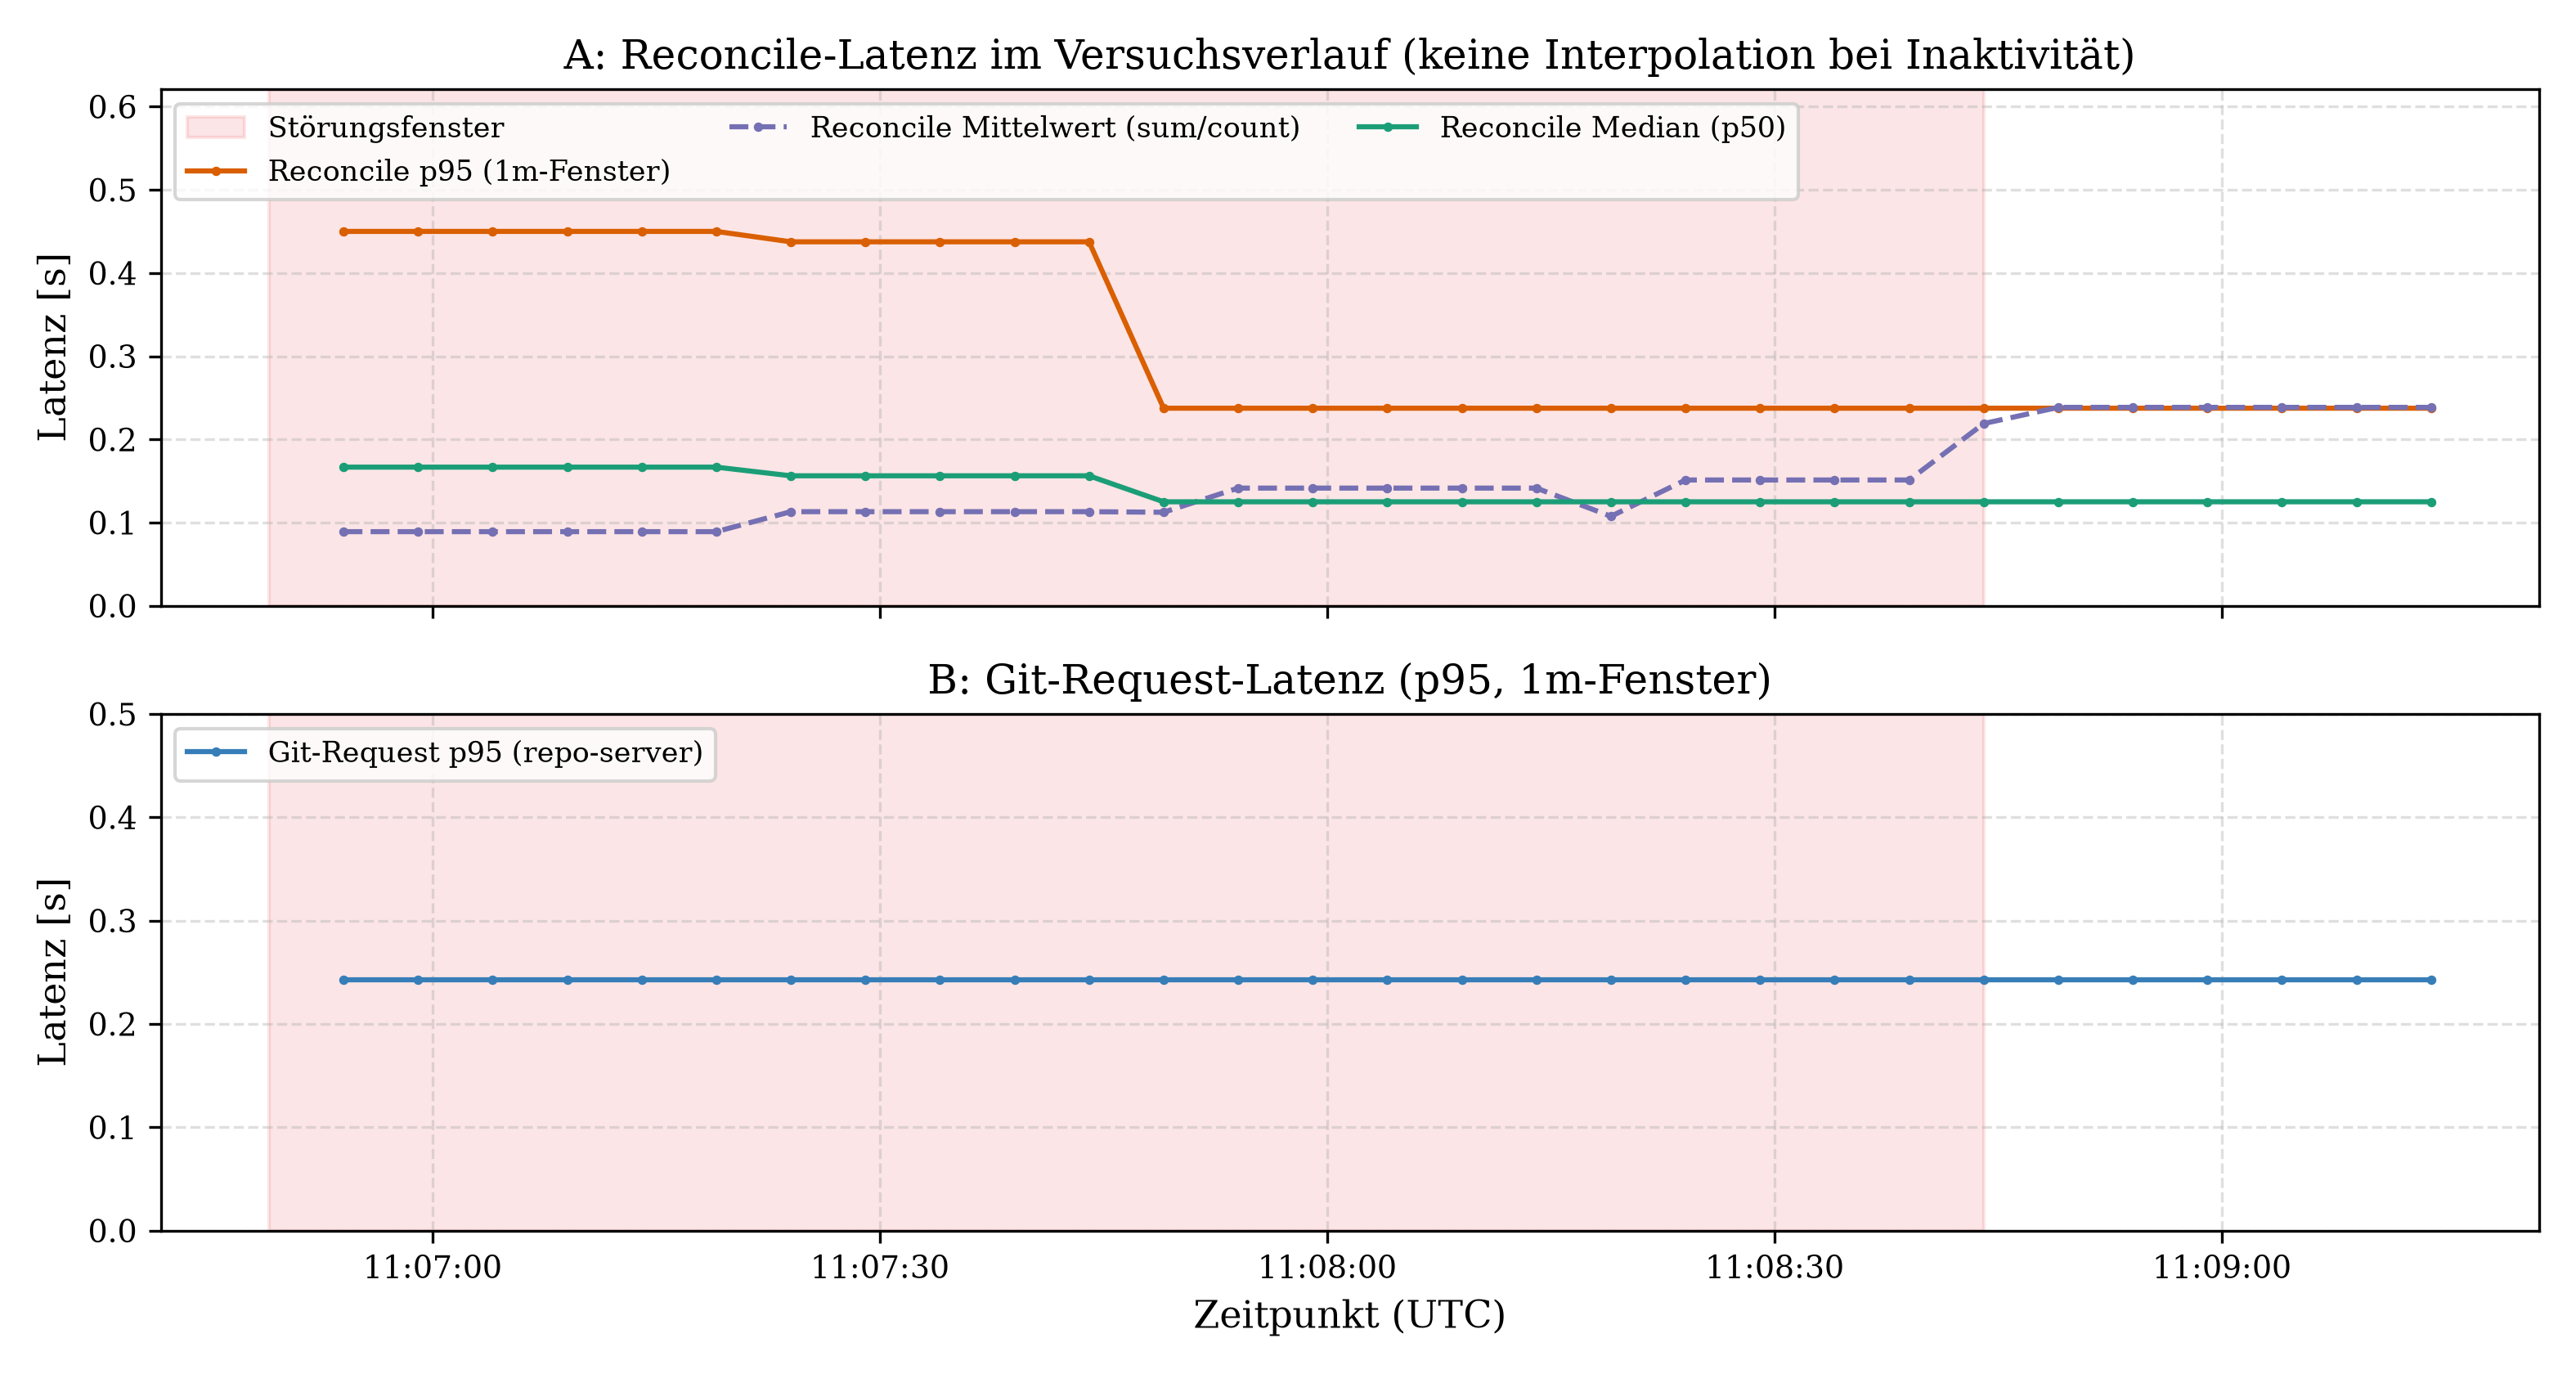 A: Reconcile-Latenz im Versuchsverlauf (keine Interpolation bei Inaktivität)
Latenz [s]
0.6
0.5
0.4
0.3
0.2
0.1
0.0
Störungsfenster
Reconcile p95 (1m-Fenster)
Reconcile Mittelwert (sum/count)
Reconcile Median (p50)
B: Git-Request-Latenz (p95, 1m-Fenster)
Latenz [s]
0.5
0.4
0.3
0.2
0.1
0.0
Git-Request p95 (repo-server)
11:07:00
11:07:30
11:08:00
11:08:30
11:09:00
Zeitpunkt (UTC)